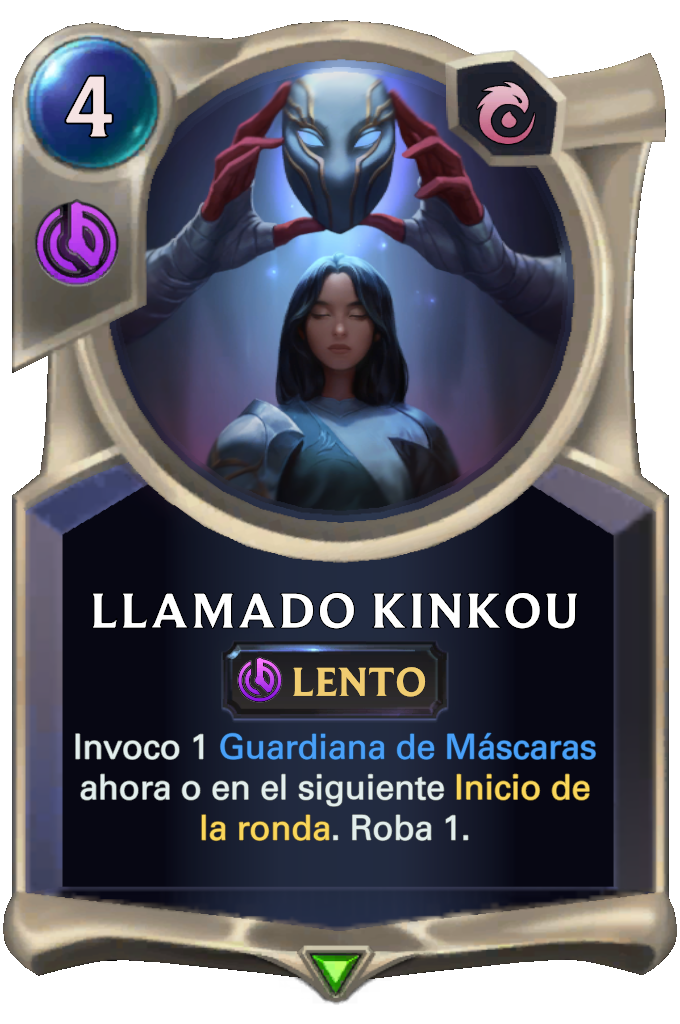 4
LLAMADO KINKOU
LENTO
Invoco 1 Guardiana de Máscaras
ahora o en el siguiente Inicio de
la ronda. Roba 1.